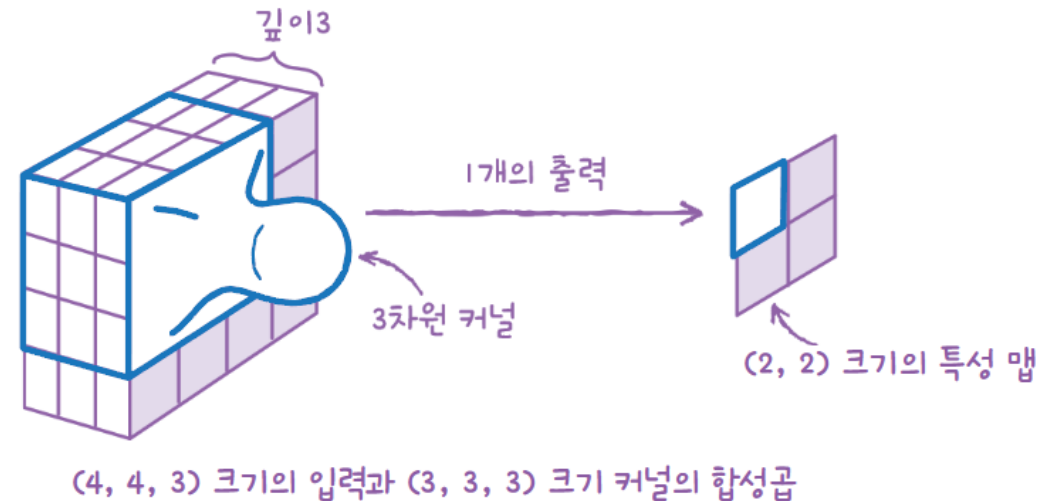 깊이3
1개의 출력
3차원 커널
(2, 2) 크기의 특성 맵
(4, 4, 3) 크기의 입력과 (3, 3, 3) 크기 커널의 합성곱